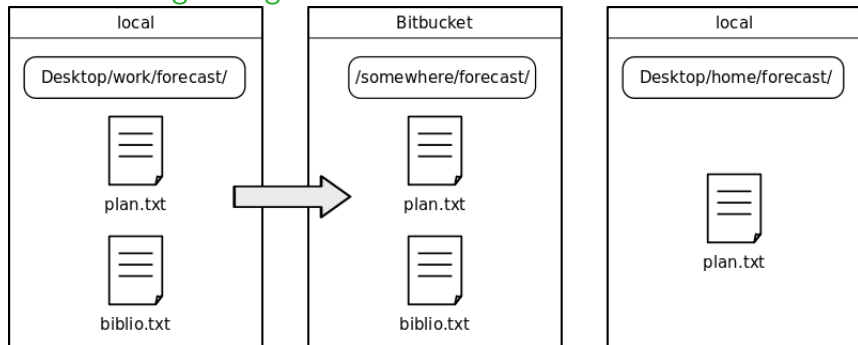 local
Desktop/work/forecast/
plan.txt
biblio.txt
Bitbucket
/somewhere/forecast/
plan.txt
biblio.txt
local
Desktop/home/forecast/
plan.txt